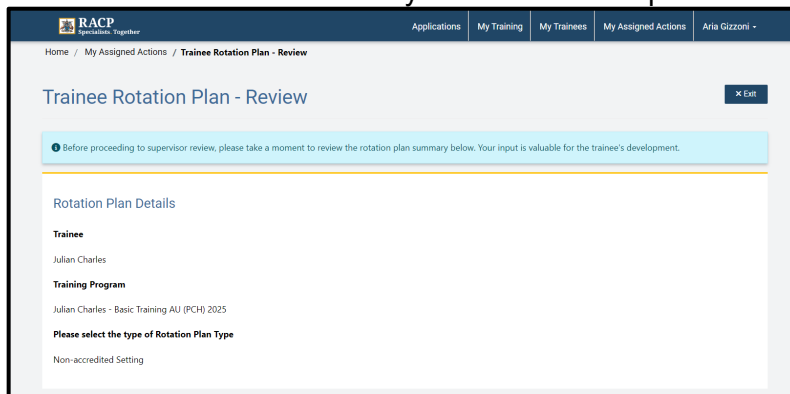 RACP
Specialists. Together
Applications My Training My Trainees My Assigned Actions Aria Gizzoni
Home / My Assigned Actions / Trainee Rotation Plan - Review
Trainee Rotation Plan - Review
× Exit
Before proceeding to supervisor review, please take a moment to review the rotation plan summary below. Your input is valuable for the trainee's development.
Rotation Plan Details
Trainee
Julian Charles
Training Program
Julian Charles - Basic Training AU (PCH) 2025
Please select the type of Rotation Plan Type
Non-accredited Setting